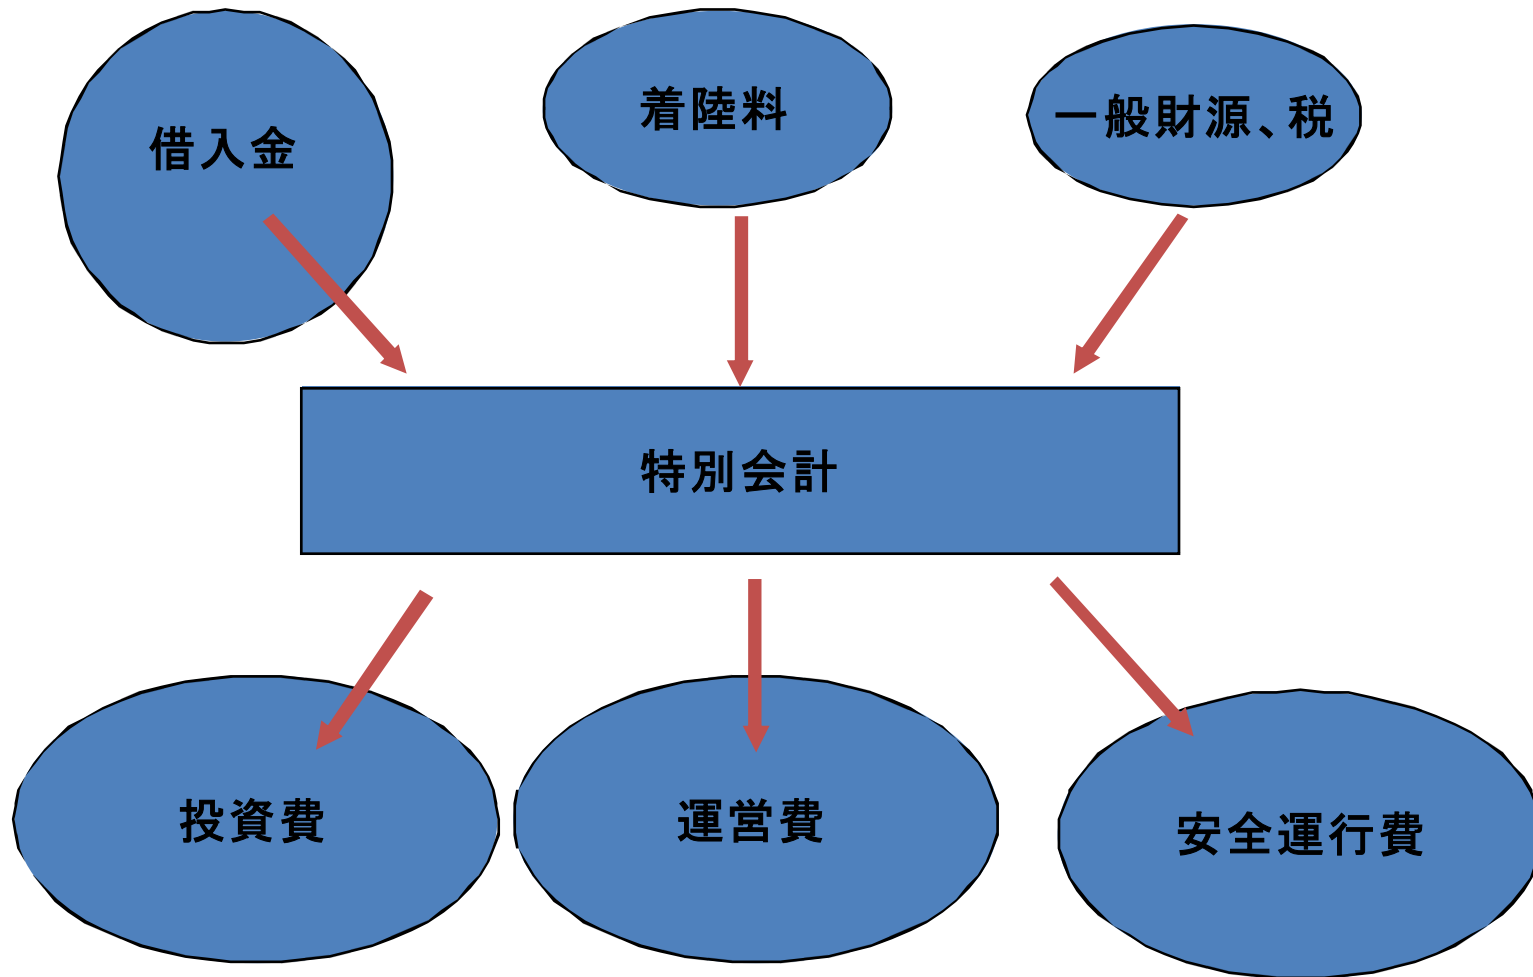 借入金
着陸料
一般財源、税
特別会計
投資費
運営費
安全運行費